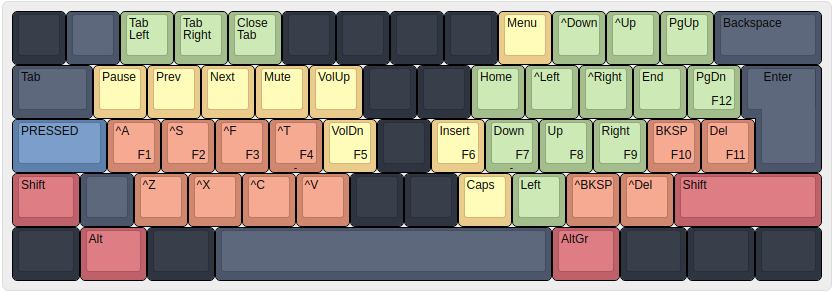 Tab Left
Tab Right
Close Tab
Menu
^Down
^Up
PgUp
Backspace
Tab
Pause
Prev
Next
Mute
VolUp
Home
^Left
^Right
End
PgDn
F12
Enter
PRESSED
^A
F1
^S
F2
^F
F3
^T
F4
-
VolDn
F5
Insert
F6
Down
F7
-
Up
F8
Right
F9
BKSP
F10
Del
F11
Shift
^Z
^X
^C
^V
Caps
Left
^BKSP
^Del
Shift
Alt
AltGr